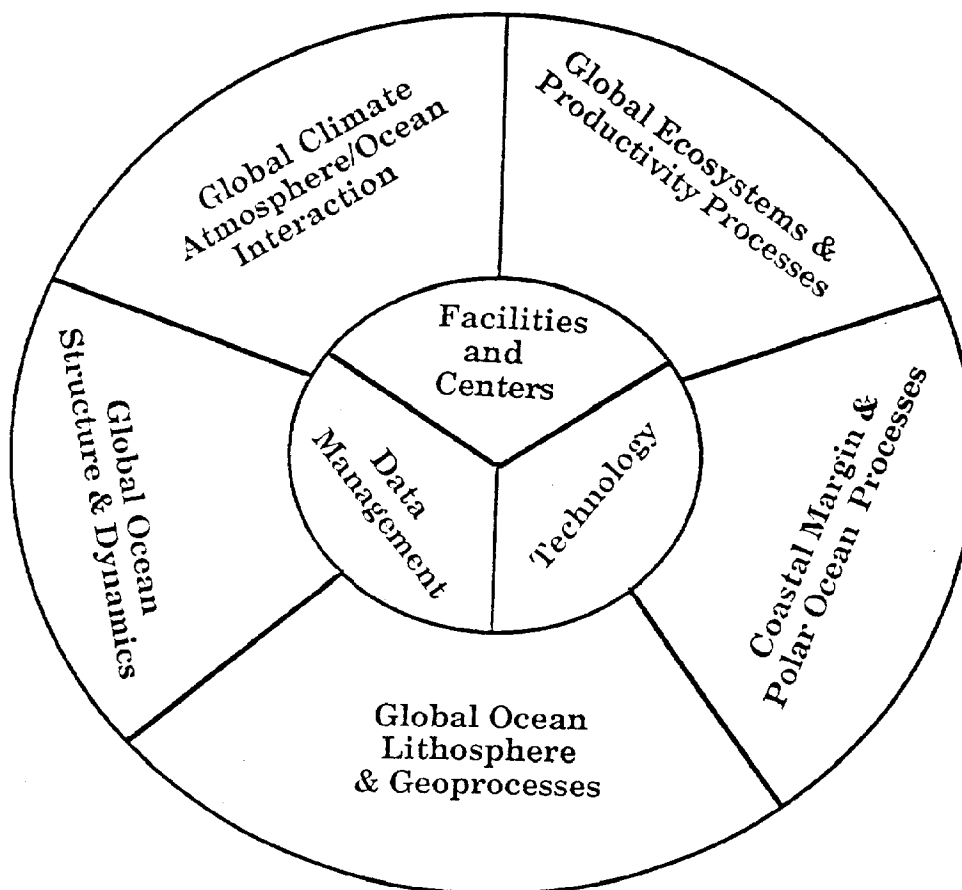 Global Climate
Atmosphere/Ocean
Interaction
Global Ecosystems &
Productivity Processes
Facilities
and
Centers
Global Ocean
Structure & Dynamics
Data
Management
Technology
Coastal Margin &
Polar Ocean Processes
Global Ocean
Lithosphere
& Geoprocesses